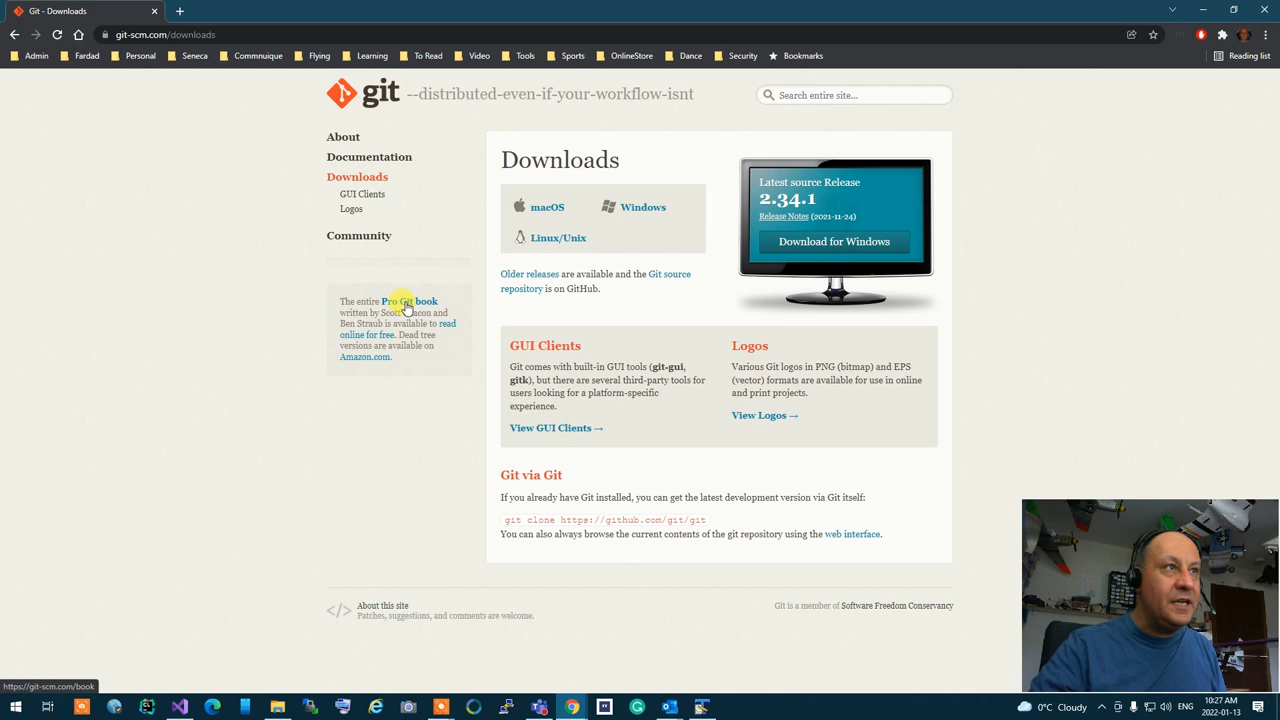 Git - Downloads
git-scm.com/downloads
Reading list
Admin
Fardad
Personal
Seneca
Commnuique
Flying
Learning
To Read
Video
Tools
Sports
OnlineStore
Dance
Security
Bookmarks
git --distributed-even-if-your-workflow-isnt
Search entire site...
About
Documentation
Downloads
GUI Clients
Logos
Community
The entire Pro Git book
written by Scott Chacon and
Ben Straub is available to read
online for free. Dead tree
versions are available on
Amazon.com.
Downloads
macOS
Windows
Linux/Unix
Older releases are available and the Git source
repository is on GitHub.
Latest source Release
2.34.1
Release Notes (2021-11-24)
Download for Windows
GUI Clients
Git comes with built-in GUI tools (git-gui,
gitk), but there are several third-party tools for
users looking for a platform-specific
experience.
View GUI Clients →
Logos
Various Git logos in PNG (bitmap) and EPS
(vector) formats are available for use in online
and print projects.
View Logos →
Git via Git
If you already have Git installed, you can get the latest development version via Git itself:
git clone https://github.com/git/git
You can also always browse the current contents of the git repository using the web interface.
About this site
Patches, suggestions, and comments are welcome.
Git is a member of Software Freedom Conservancy
https://git-scm.com/book
0°C Cloudy
10:27 AM
2022-01-13